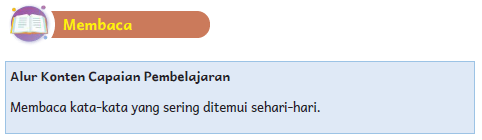 Membaca
Alur Konten Capaian Pembelajaran
Membaca kata-kata yang sering ditemui sehari-hari.